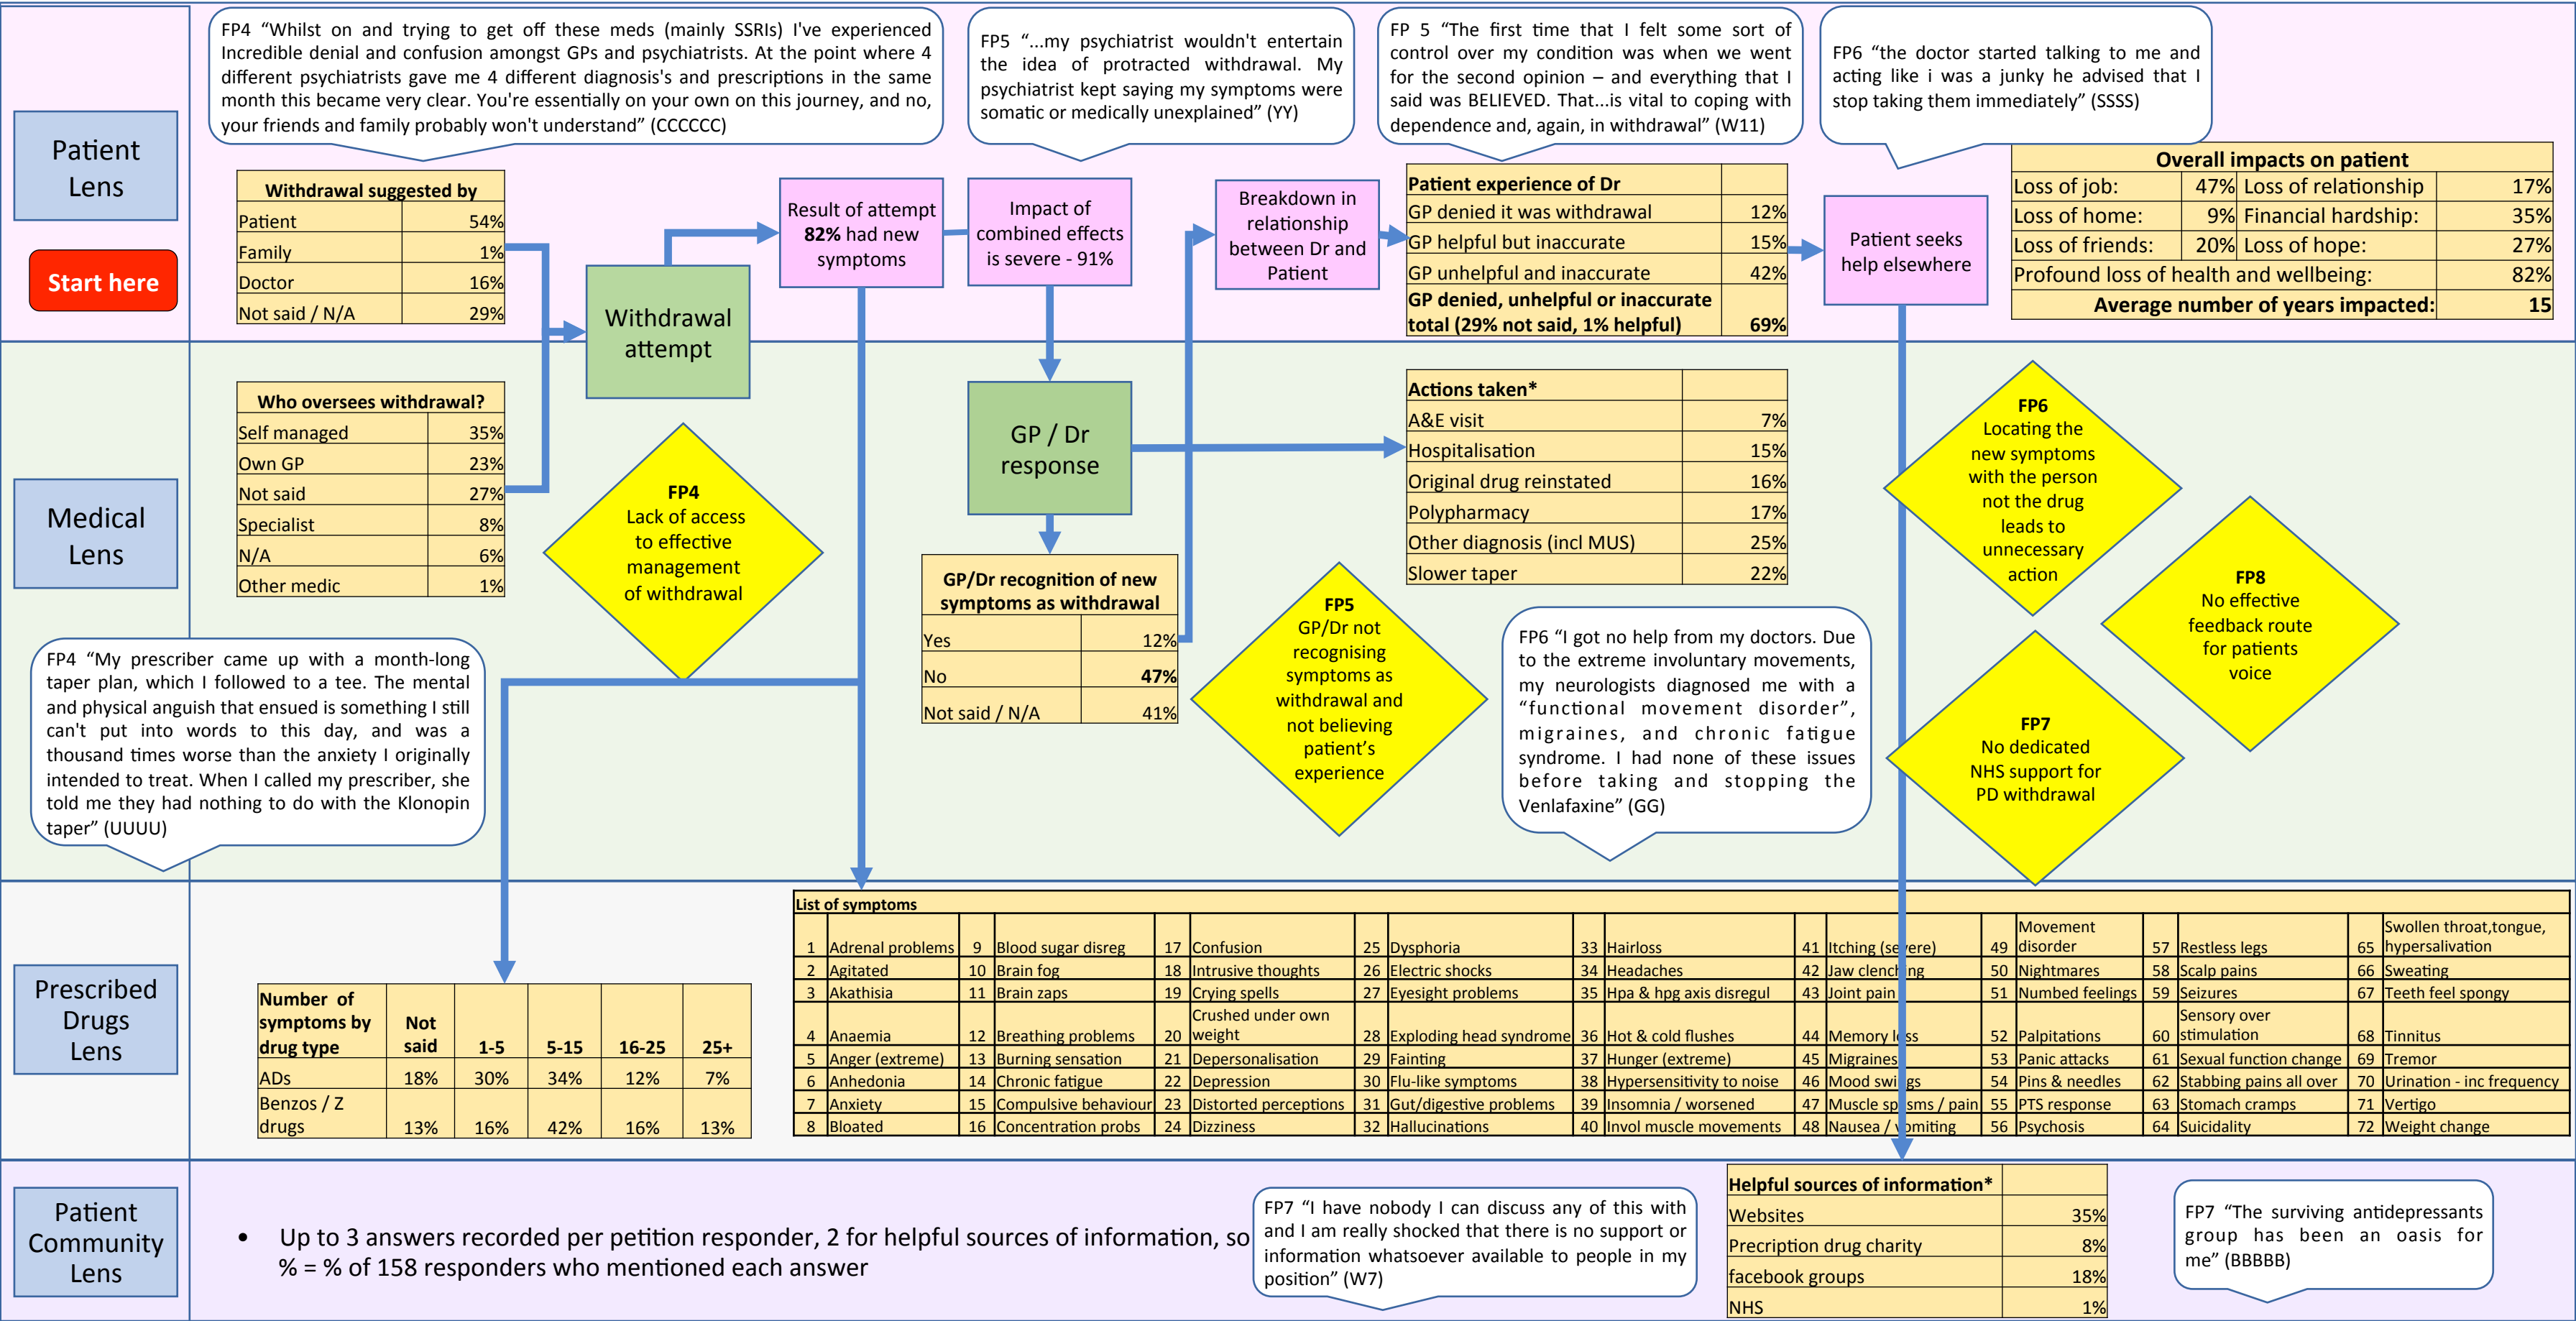 FP4 “Whilst on and trying to get off these meds (mainly SSRIs) I've experienced
Incredible denial and confusion amongst GPs and psychiatrists. At the point where 4
different psychiatrists gave me 4 different diagnosis's and prescriptions in the same
month this became very clear. You're essentially on your own on this journey, and no,
your friends and family probably won't understand” (CCCCCC)
FP5 “...my psychiatrist wouldn't entertain
the idea of protracted withdrawal. My
psychiatrist kept saying my symptoms were
somatic or medically unexplained” (YY)
FP 5 “The first time that I felt some sort of
control over my condition was when we went
for the second opinion – and everything that I
said was BELIEVED. That...is vital to coping with
dependence and, again, in withdrawal” (W11)
FP6 “the doctor started talking to me and
acting like i was a junky he advised that I
stop taking them immediately” (SSSS)
Patient
Lens
Start here
Withdrawal suggested by
Patient 54%
Family 1%
Doctor 16%
Not said / N/A 29%
Withdrawal
attempt
Result of attempt
82% had new
symptoms
Impact of
combined effects
is severe - 91%
Breakdown in
relationship
between Dr and
Patient
Patient experience of Dr
GP denied it was withdrawal 12%
GP helpful but inaccurate 15%
GP unhelpful and inaccurate 42%
GP denied, unhelpful or inaccurate
total (29% not said, 1% helpful) 69%
Patient seeks
help elsewhere
Overall impacts on patient
Loss of job: 47% Loss of relationship 17%
Loss of home: 9% Financial hardship: 35%
Loss of friends: 20% Loss of hope: 27%
Profound loss of health and wellbeing: 82%
Average number of years impacted: 15
Medical
Lens
Who oversees withdrawal?
Self managed 35%
Own GP 23%
Not said 27%
Specialist 8%
N/A 6%
Other medic 1%
FP4
Lack of access
to effective
management
of withdrawal
GP / Dr
response
GP/Dr recognition of new
symptoms as withdrawal
Yes 12%
No 47%
Not said / N/A 41%
FP5
GP/Dr not
recognising
symptoms as
withdrawal and
not believing
patient’s
experience
Actions taken*
A&E visit 7%
Hospitalisation 15%
Original drug reinstated 16%
Polypharmacy 17%
Other diagnosis (incl MUS) 25%
Slower taper 22%
FP6
Locating the
new symptoms
with the person
not the drug
leads to
unnecessary
action
FP8
No effective
feedback route
for patients
voice
FP7
No dedicated
NHS support for
PD withdrawal
FP4 “My prescriber came up with a month-long
taper plan, which I followed to a tee. The mental
and physical anguish that ensued is something I still
can't put into words to this day, and was a
thousand times worse than the anxiety I originally
intended to treat. When I called my prescriber, she
told me they had nothing to do with the Klonopin
taper” (UUUU)
FP6 “I got no help from my doctors. Due
to the extreme involuntary movements,
my neurologists diagnosed me with a
“functional movement disorder”,
migraines, and chronic fatigue
syndrome. I had none of these issues
before taking and stopping the
Venlafaxine” (GG)
Prescribed
Drugs
Lens
Number of
symptoms by
drug type Not said 1-5 5-15 16-25 25+
ADs 18% 30% 34% 12% 7%
Benzos / Z
drugs 13% 16% 42% 16% 13%
List of symptoms
1 Adrenal problems 9 Blood sugar disreg 17 Confusion 25 Dysphoria 33 Hairloss 41 Itching (severe) 49 Movement disorder 57 Restless legs 65 Swollen throat,tongue, hypersalivation
2 Agitated 10 Brain fog 18 Intrusive thoughts 26 Electric shocks 34 Headaches 42 Jaw clenching 50 Nightmares 58 Scalp pains 66 Sweating
3 Akathisia 11 Brain zaps 19 Crying spells 27 Eyesight problems 35 Hpa & hpg axis disregul 43 Joint pain 51 Numbed feelings 59 Seizures 67 Teeth feel spongy
4 Anaemia 12 Breathing problems 20 Crushed under own weight 28 Exploding head syndrome 36 Hot & cold flushes 44 Memory loss 52 Palpitations 60 Sensory over stimulation 68 Tinnitus
5 Anger (extreme) 13 Burning sensation 21 Depersonalisation 29 Fainting 37 Hunger (extreme) 45 Migraines 53 Panic attacks 61 Sexual function change 69 Tremor
6 Anhedonia 14 Chronic fatigue 22 Depression 30 Flu-like symptoms 38 Hypersensitivity to noise 46 Mood swings 54 Pins & needles 62 Stabbing pains all over 70 Urination - inc frequency
7 Anxiety 15 Compulsive behaviour 23 Distorted perceptions 31 Gut/digestive problems 39 Insomnia / worsened 47 Muscle spasms / pain 55 PTS response 63 Stomach cramps 71 Vertigo
8 Bloated 16 Concentration probs 24 Dizziness 32 Hallucinations 40 Invol muscle movements 48 Nausea / vomiting 56 Psychosis 64 Suicidality 72 Weight change
Patient
Community
Lens
• Up to 3 answers recorded per petition responder, 2 for helpful sources of information, so
% = % of 158 responders who mentioned each answer
FP7 “I have nobody I can discuss any of this with
and I am really shocked that there is no support or
information whatsoever available to people in my
position” (W7)
Helpful sources of information*
Websites 35%
Precription drug charity 8%
facebook groups 18%
NHS 1%
FP7 “The surviving antidepressants
group has been an oasis for
me” (BBBBB)